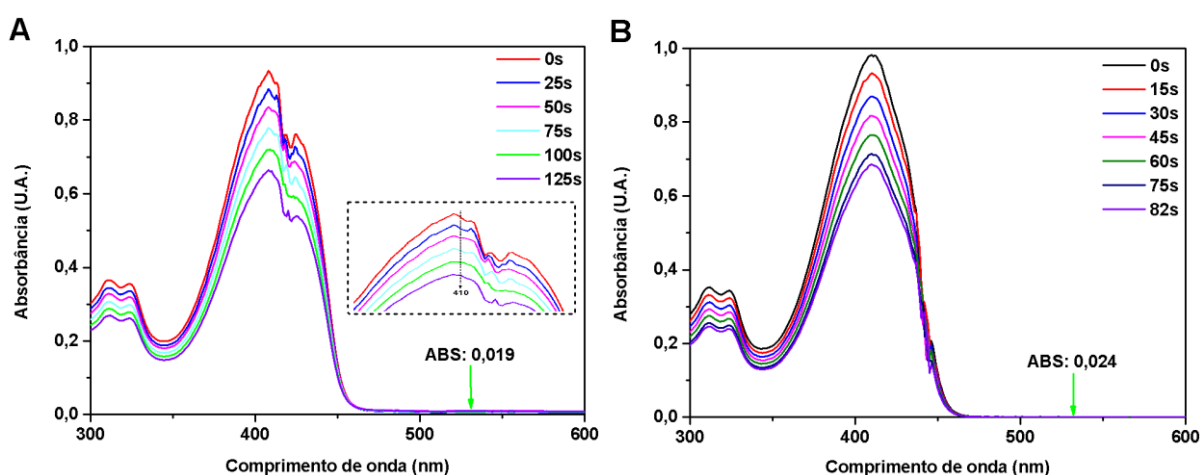 A
Absorbância (U.A.)
1,0
0,8
0,6
0,4
0,2
0,0
300
400
500
600
Comprimento de onda (nm)
0s
25s
50s
75s
100s
125s
410
ABS: 0,019
B
Absorbância (U.A.)
1,0
0,8
0,6
0,4
0,2
0,0
300
400
500
600
Comprimento de onda (nm)
0s
15s
30s
45s
60s
75s
82s
ABS: 0,024